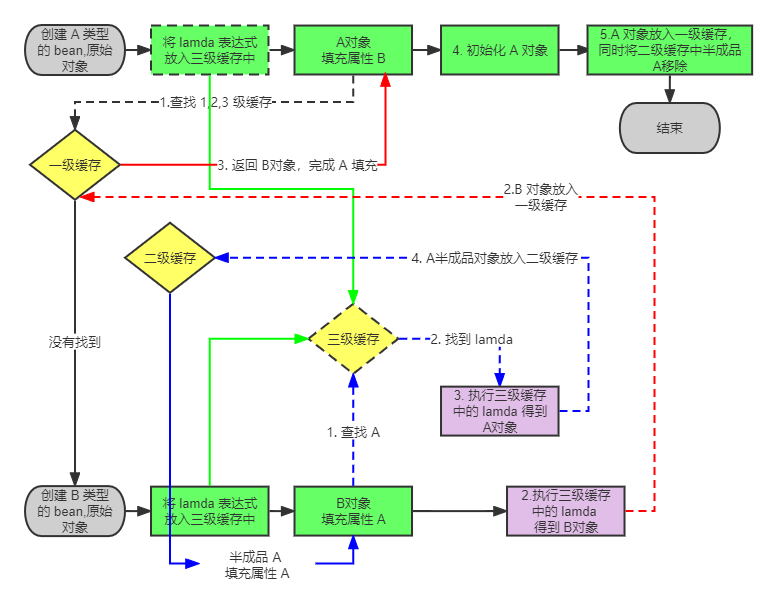 创建 A 类型
的 bean,原始
对象
将 lamda 表达式
放入三级缓存中
A对象
填充属性 B
4. 初始化 A 对象
5.A 对象放入一级缓存，
同时将二级缓存中半成品
A移除
1.查找 1,2,3 级缓存
结束
一级缓存
3. 返回 B对象，完成 A 填充
2.B 对象放入
一级缓存
二级缓存
4. A半成品对象放入二级缓存
没有找到
三级缓存
2. 找到 lamda
3. 执行三级缓存
中的 lamda 得到
A对象
1. 查找 A
创建 B 类型
的 bean,原始
对象
将 lamda 表达式
放入三级缓存中
B对象
填充属性 A
2.执行三级缓存
中的 lamda
得到 B对象
半成品 A
填充属性 A